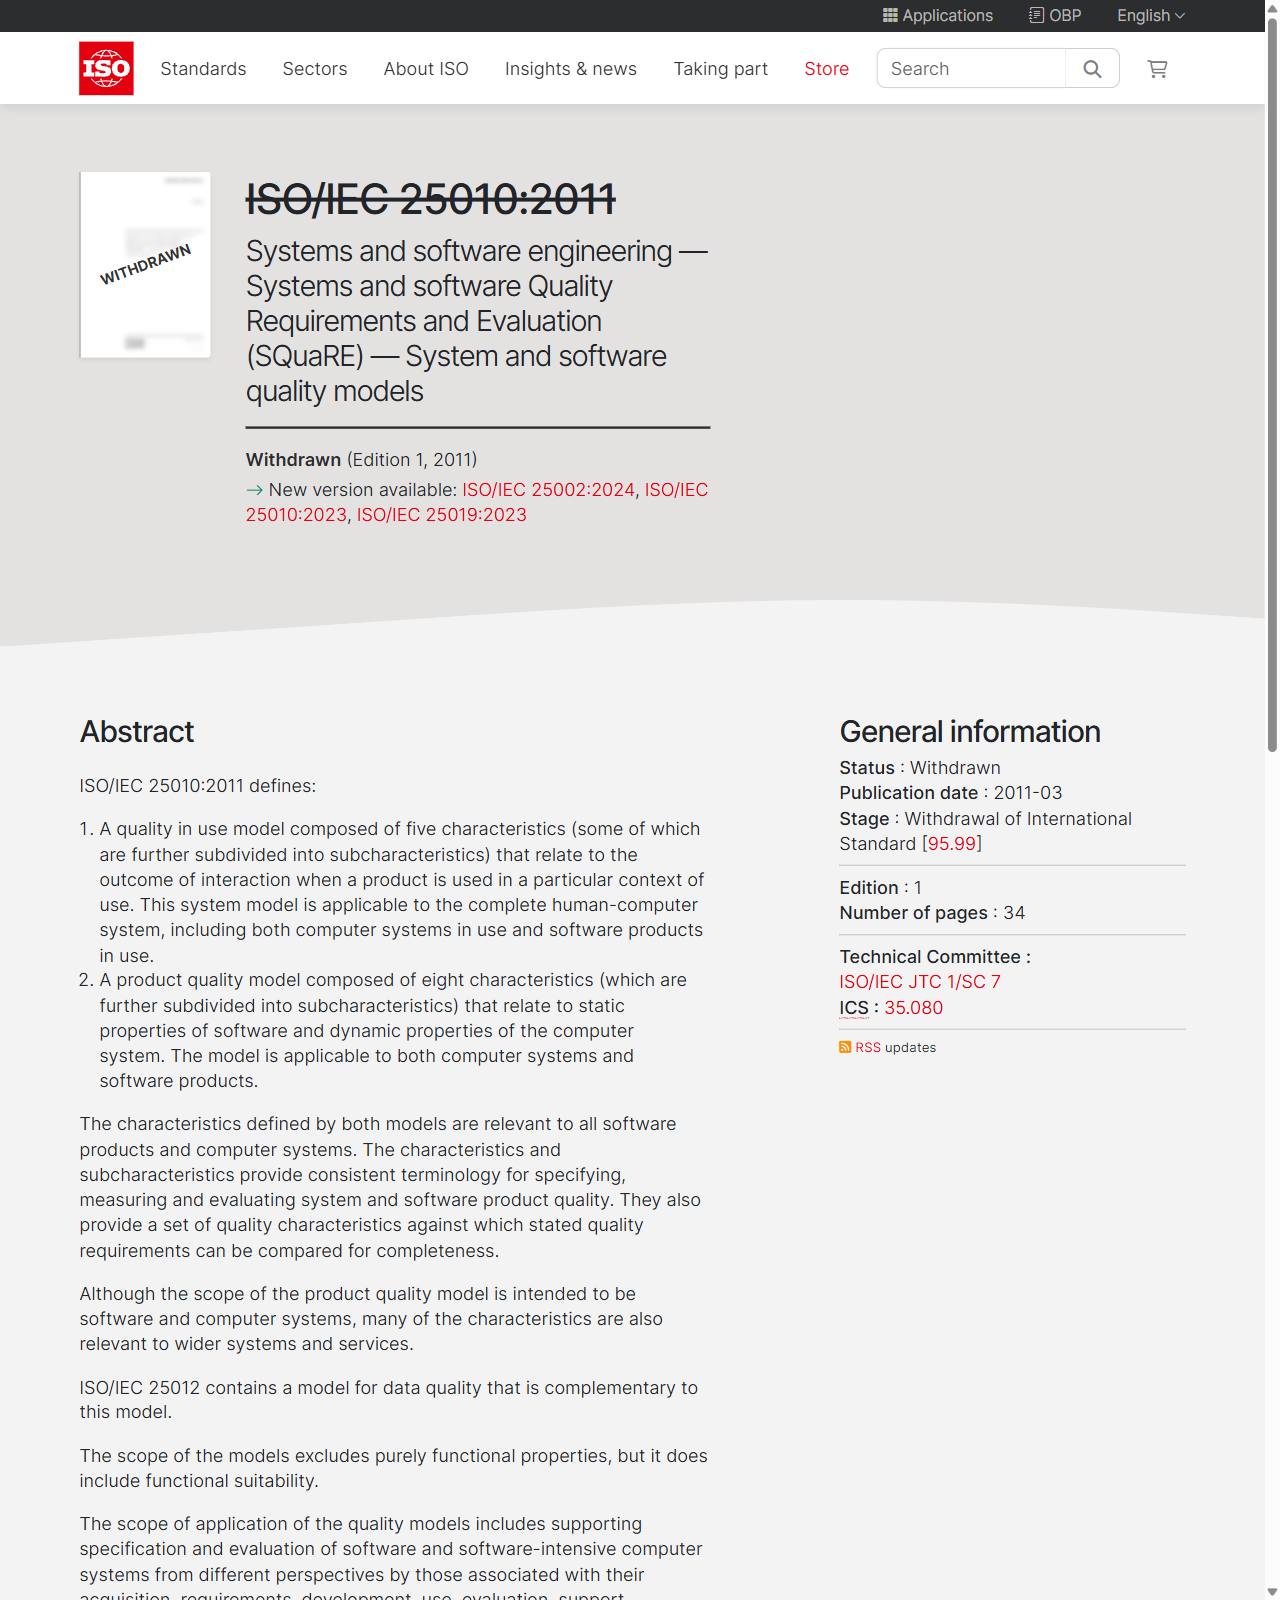 Applications
OBP
English
ISO
Standards
Sectors
About ISO
Insights & news
Taking part
Store
Search
WITHDRAWN
ISO/IEC 25010:2011
Systems and software engineering —
Systems and software Quality
Requirements and Evaluation
(SQuaRE) — System and software
quality models
Withdrawn (Edition 1, 2011)
→ New version available: ISO/IEC 25002:2024, ISO/IEC
25010:2023, ISO/IEC 25019:2023
Abstract
ISO/IEC 25010:2011 defines:
1. A quality in use model composed of five characteristics (some of which
are further subdivided into subcharacteristics) that relate to the
outcome of interaction when a product is used in a particular context of
use. This system model is applicable to the complete human-computer
system, including both computer systems in use and software products
in use.
2. A product quality model composed of eight characteristics (which are
further subdivided into subcharacteristics) that relate to static
properties of software and dynamic properties of the computer
system. The model is applicable to both computer systems and
software products.
The characteristics defined by both models are relevant to all software
products and computer systems. The characteristics and
subcharacteristics provide consistent terminology for specifying,
measuring and evaluating system and software product quality. They also
provide a set of quality characteristics against which stated quality
requirements can be compared for completeness.
Although the scope of the product quality model is intended to be
software and computer systems, many of the characteristics are also
relevant to wider systems and services.
ISO/IEC 25012 contains a model for data quality that is complementary to
this model.
The scope of the models excludes purely functional properties, but it does
include functional suitability.
The scope of application of the quality models includes supporting
specification and evaluation of software and software-intensive computer
systems from different perspectives by those associated with their
acquisition, requirements, development, use, evaluation, support,
General information
Status : Withdrawn
Publication date : 2011-03
Stage : Withdrawal of International
Standard [95.99]
Edition : 1
Number of pages : 34
Technical Committee :
ISO/IEC JTC 1/SC 7
ICS : 35.080
RSS updates